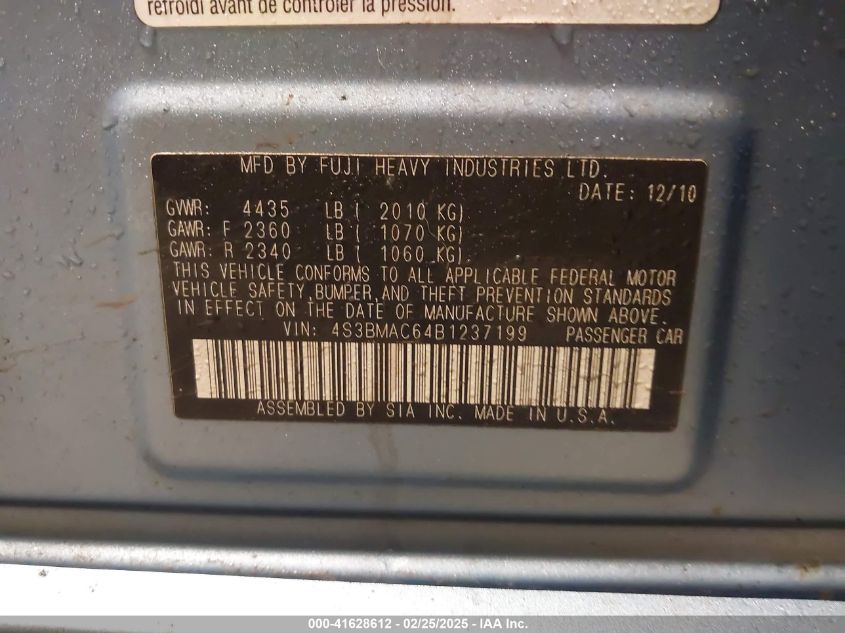 refroidi avant de contrôler la pression.
MFD BY FUJI HEAVY INDUSTRIES LTD.
DATE: 12/10
GVWR: 4435 LB ( 2010 KG)
GAWR: F 2360 LB ( 1070 KG)
GAWR: R 2340 LB ( 1060 KG)
THIS VEHICLE CONFORMS TO ALL APPLICABLE FEDERAL MOTOR
VEHICLE SAFETY, BUMPER, AND THEFT PREVENTION STANDARDS
IN EFFECT ON THE DATE OF MANUFACTURE SHOWN ABOVE.
VIN: 4S3BMAC64B1237199 PASSENGER CAR
ASSEMBLED BY SIA INC. MADE IN U.S.A.
000-41628612 - 02/25/2025 - IAA Inc.